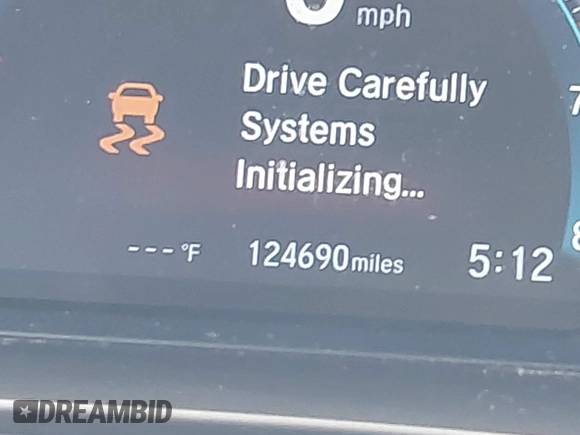 mph
Drive Carefully
Systems
Initializing...
---°F 124690miles 5:12
DREAMBID